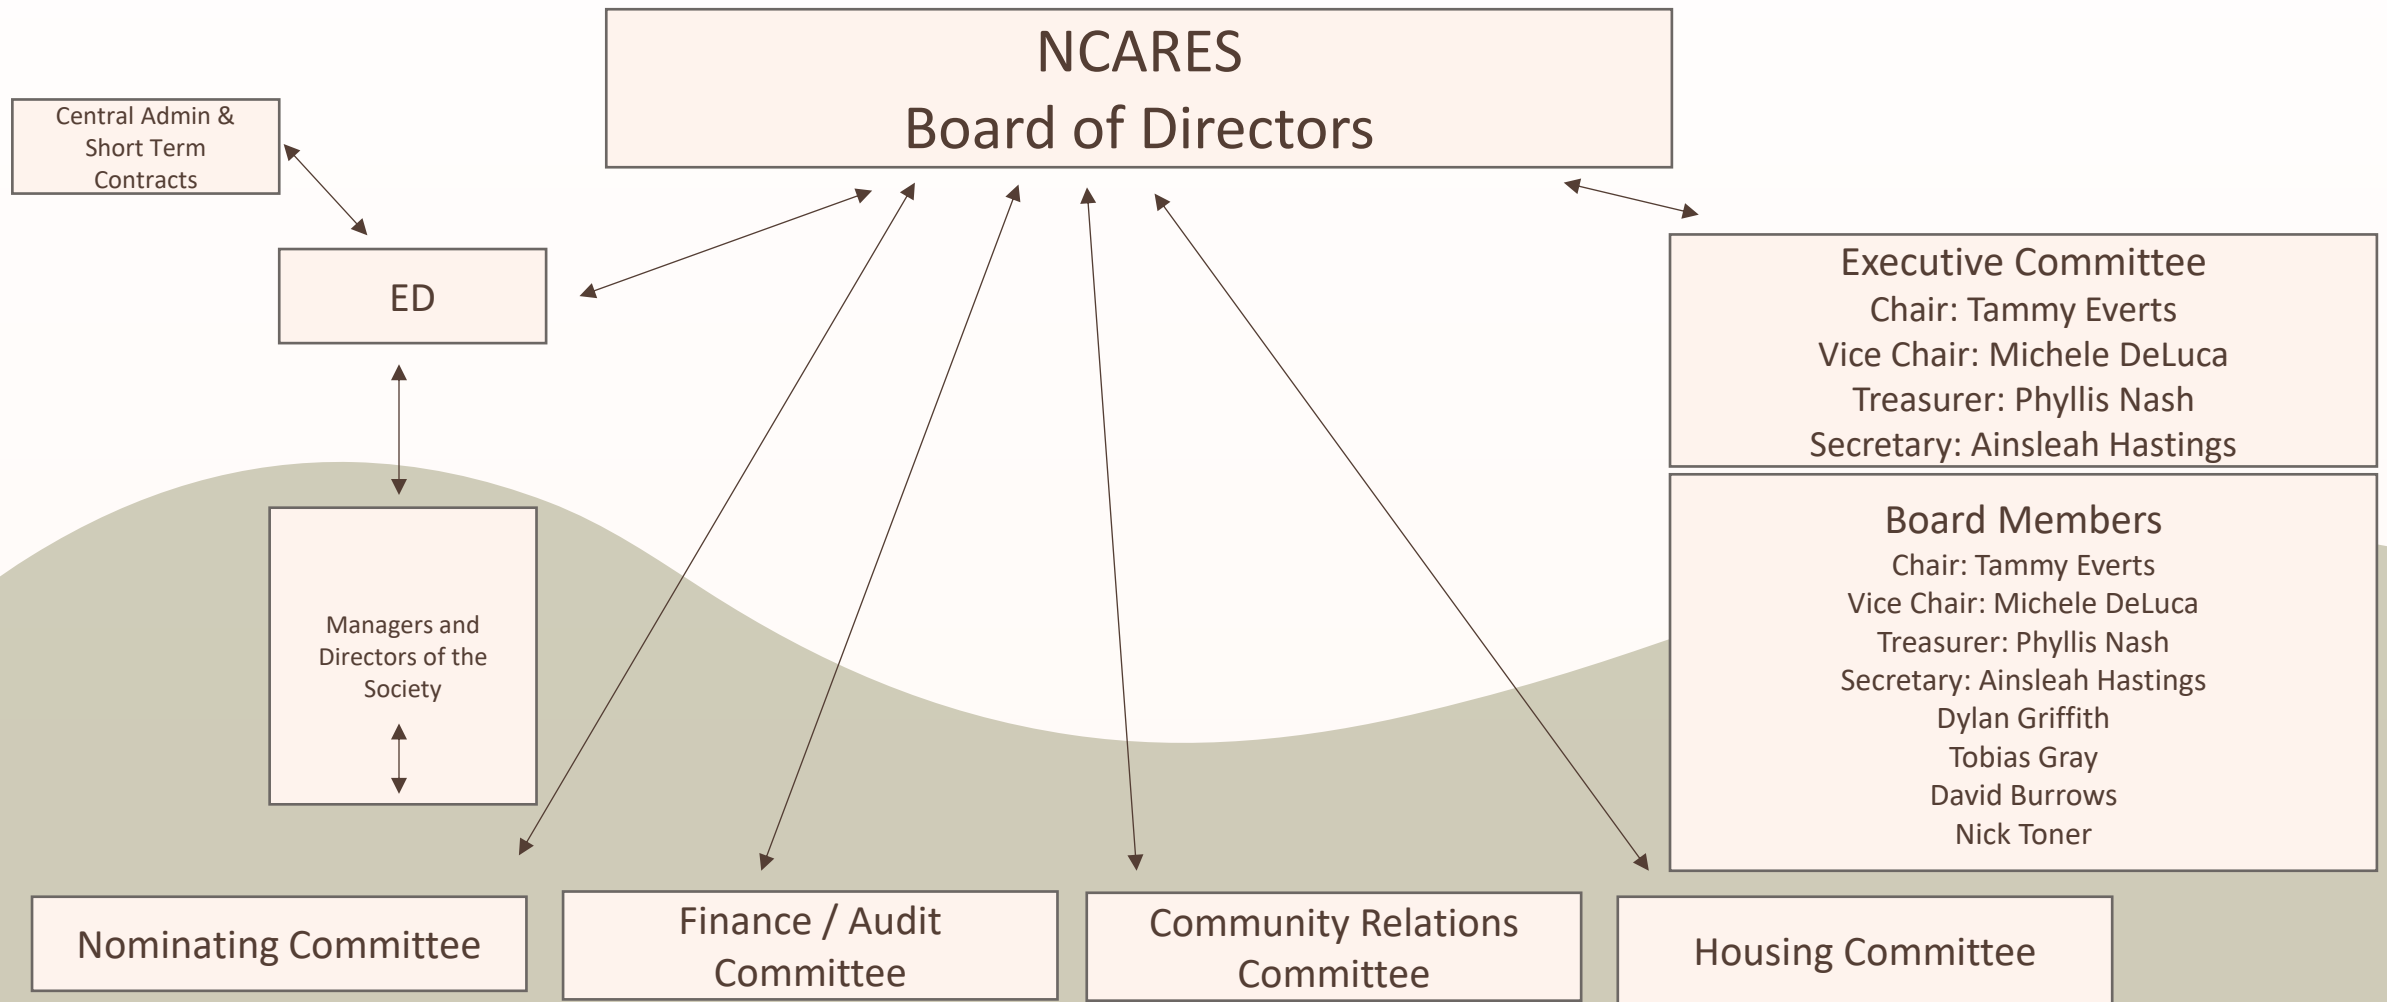 NCARES
Board of Directors
Central Admin &
Short Term
Contracts
ED
Executive Committee
Chair: Tammy Everts
Vice Chair: Michele DeLuca
Treasurer: Phyllis Nash
Secretary: Ainsleah Hastings
Managers and
Directors of the
Society
Board Members
Chair: Tammy Everts
Vice Chair: Michele DeLuca
Treasurer: Phyllis Nash
Secretary: Ainsleah Hastings
Dylan Griffith
Tobias Gray
David Burrows
Nick Toner
Nominating Committee
Finance / Audit
Committee
Community Relations
Committee
Housing Committee